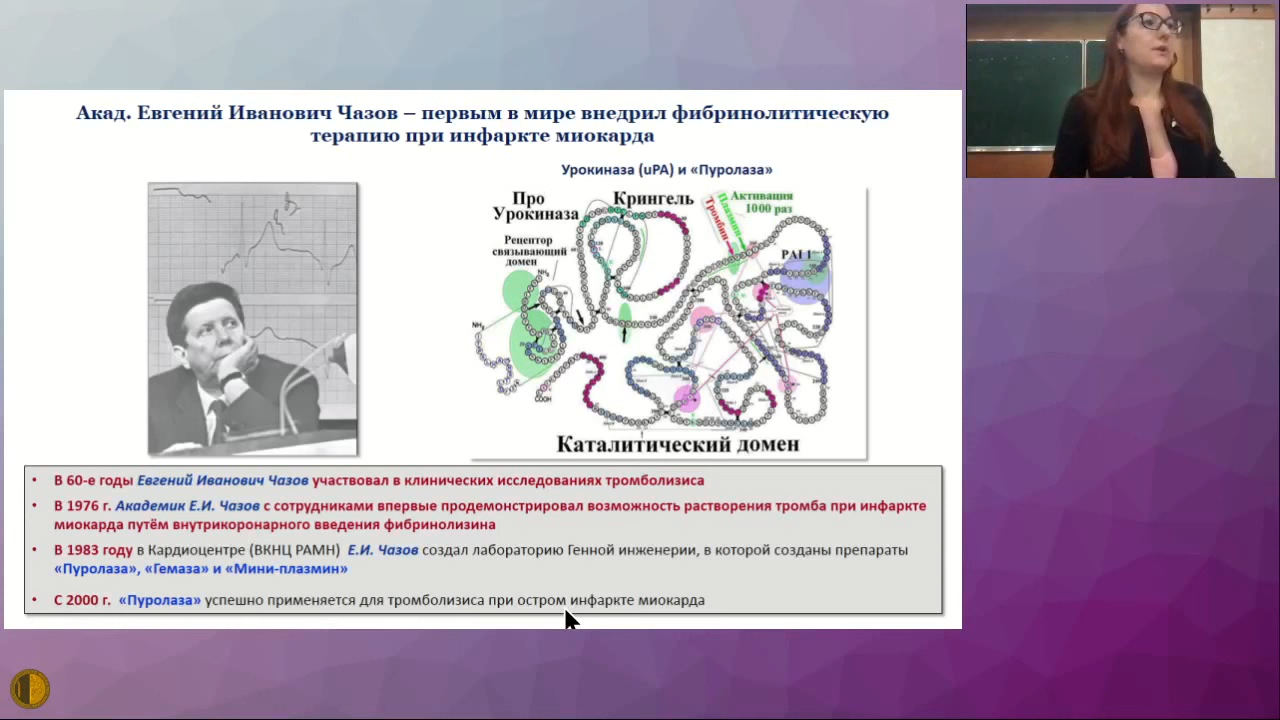 Акад. Евгений Иванович Чазов – первым в мире внедрил фибринолитическую
терапию при инфаркте миокарда
Урокиназа (uPA) и «Пуролаза»
Про
Урокиназа
Крингель
Тромбин
Плазмин
Активация
1000 раз
Рецептор
связывающий
домен
PAI 1
NH₂
NH₂
COOH
Каталитический домен
• В 60-е годы Евгений Иванович Чазов участвовал в клинических исследованиях тромболизиса
• В 1976 г. Академик Е.И. Чазов с сотрудниками впервые продемонстрировал возможность растворения тромба при инфаркте
миокарда путём внутрикоронарного введения фибринолизина
• В 1983 году в Кардиоцентре (ВКНЦ РАМН) Е.И. Чазов создал лабораторию Генной инженерии, в которой созданы препараты
«Пуролаза», «Гемаза» и «Мини-плазмин»
• С 2000 г. «Пуролаза» успешно применяется для тромболизиса при остром инфаркте миокарда